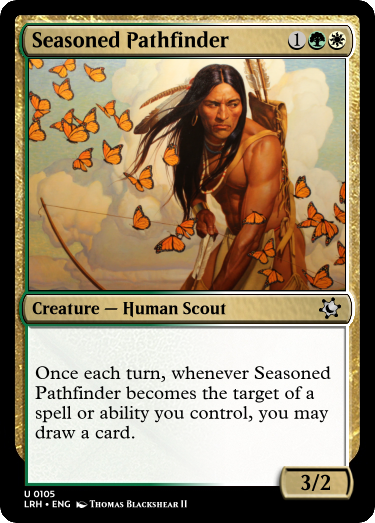 Seasoned Pathfinder 1
Creature — Human Scout
Once each turn, whenever Seasoned
Pathfinder becomes the target of a
spell or ability you control, you may
draw a card.
3/2
U 0105
LRH • ENG Thomas Blackshear II